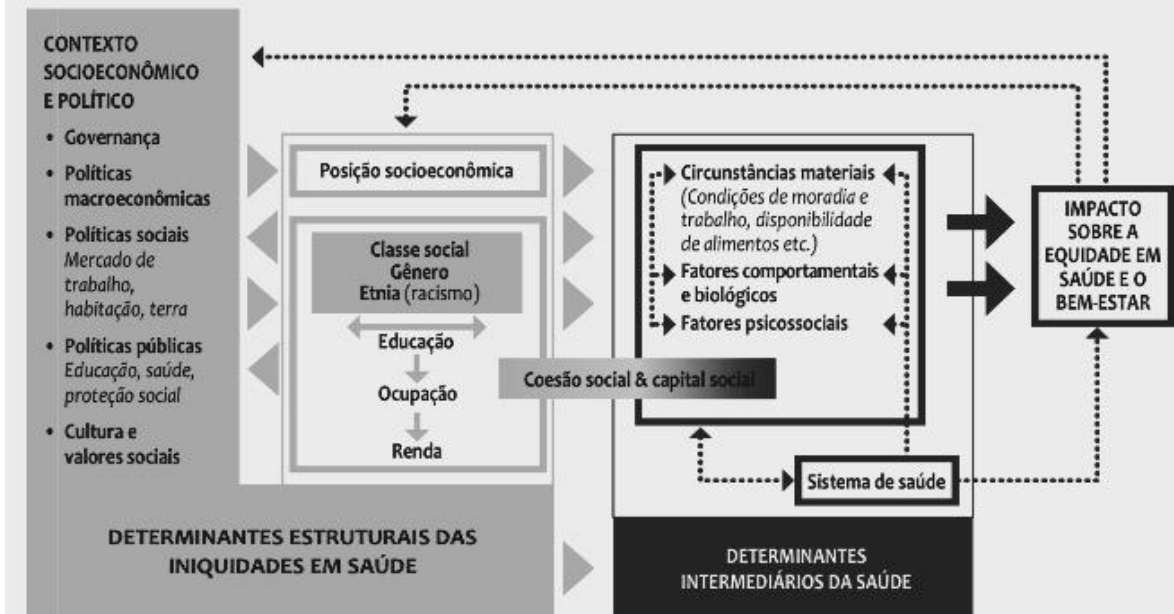 CONTEXTO
SOCIOECONÔMICO
E POLÍTICO
• Governança
• Políticas
macroeconômicas
• Políticas sociais
Mercado de
trabalho,
habitação, terra
• Políticas públicas
Educação, saúde,
proteção social
• Cultura e
valores sociais
Posição socioeconômica
Classe social
Gênero
Etnia (racismo)
Educação
Ocupação
Renda
Coesão social & capital social
Circunstâncias materiais
(Condições de moradia e
trabalho, disponibilidade
de alimentos etc.)
Fatores comportamentais
e biológicos
Fatores psicossociais
Sistema de saúde
IMPACTO
SOBRE A
EQUIDADE EM
SAÚDE E O
BEM-ESTAR
DETERMINANTES ESTRUTURAIS DAS
INIQUIDADES EM SAÚDE
DETERMINANTES
INTERMEDIÁRIOS DA SAÚDE